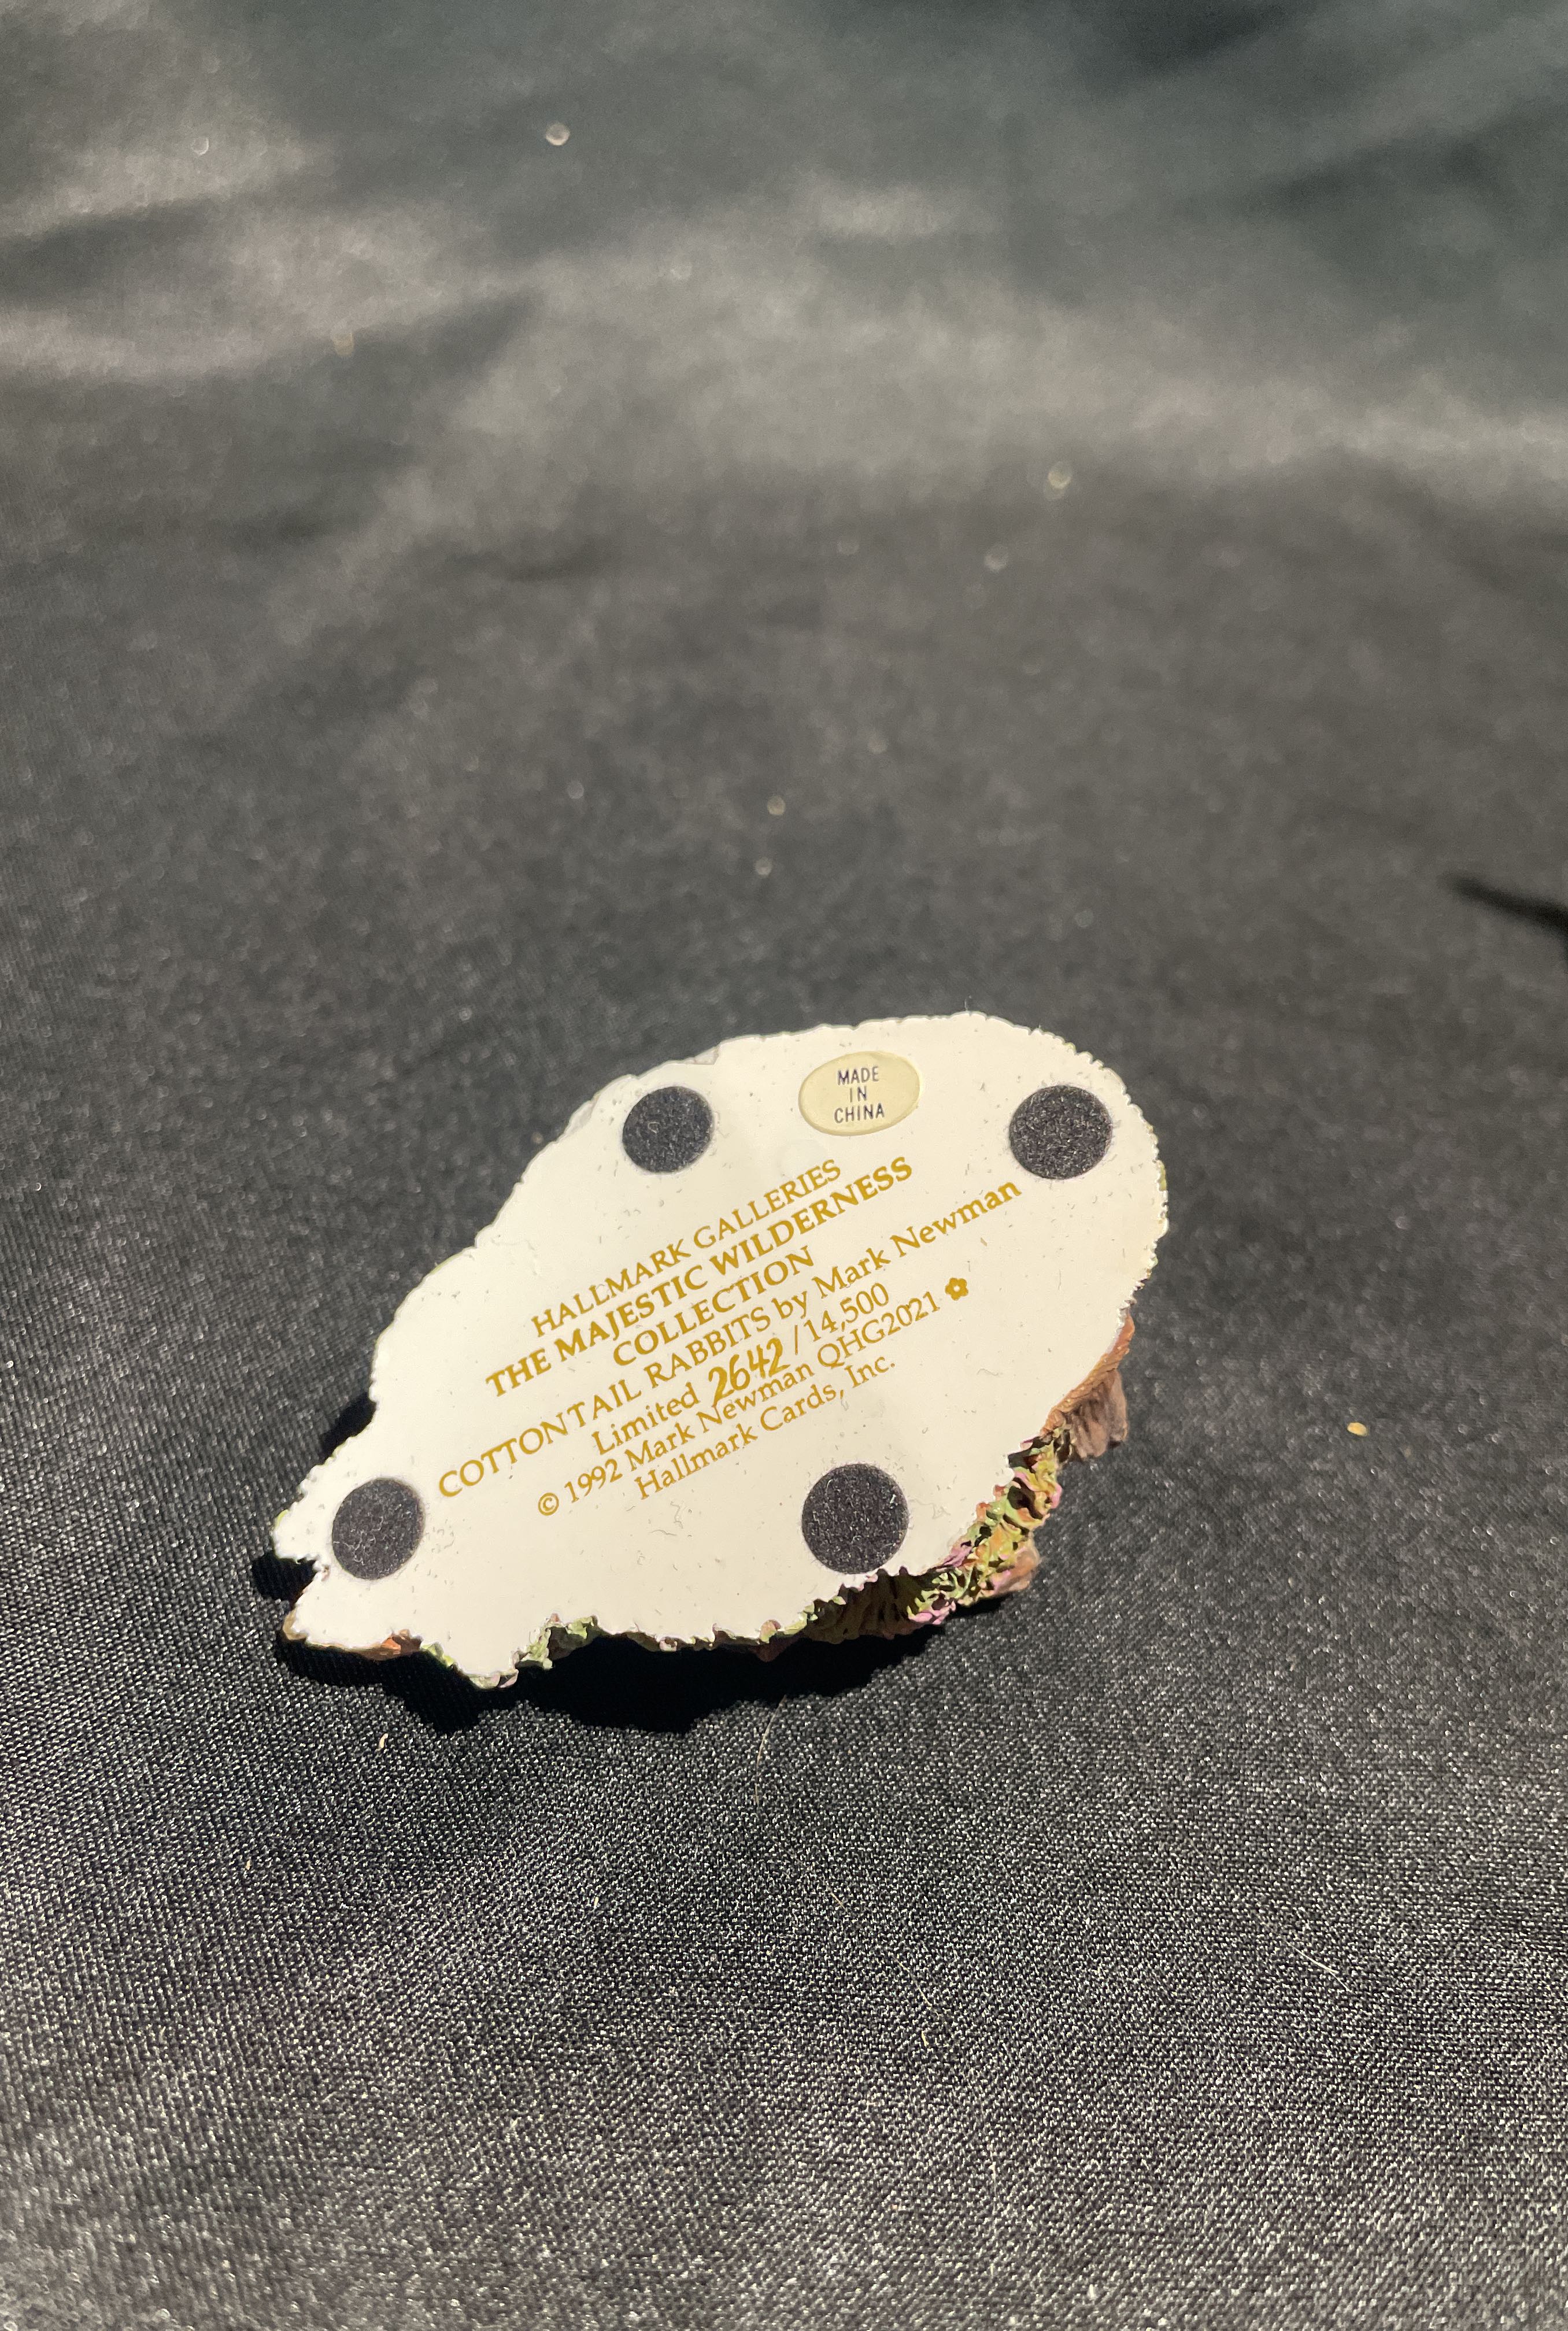 MADE
IN
CHINA
HALLMARK GALLERIES
THE MAJESTIC WILDERNESS
COLLECTION
COTTONTAIL RABBITS by Mark Newman
Limited 2642/14,500
© 1992 Mark Newman QHG2021
Hallmark Cards, Inc.